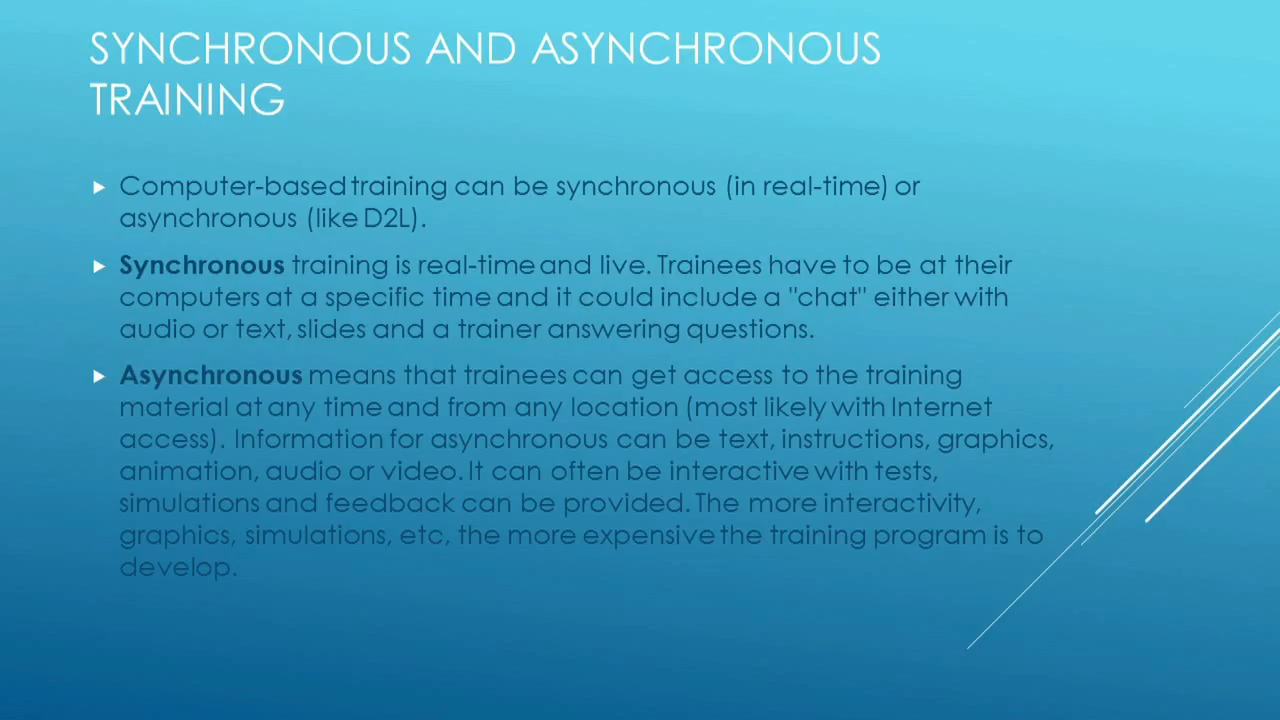 SYNCHRONOUS AND ASYNCHRONOUS
TRAINING
Computer-based training can be synchronous (in real-time) or
asynchronous (like D2L).
Synchronous training is real-time and live. Trainees have to be at their
computers at a specific time and it could include a "chat" either with
audio or text, slides and a trainer answering questions.
Asynchronous means that trainees can get access to the training
material at any time and from any location (most likely with Internet
access). Information for asynchronous can be text, instructions, graphics,
animation, audio or video. It can often be interactive with tests,
simulations and feedback can be provided. The more interactivity,
graphics, simulations, etc, the more expensive the training program is to
develop.